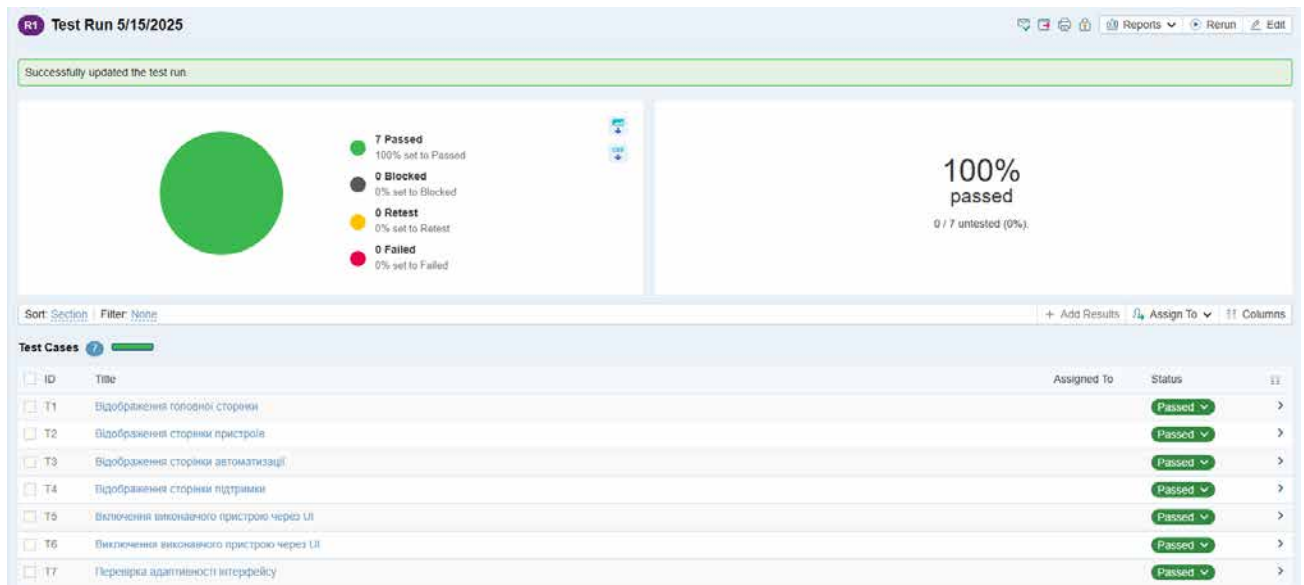 R1 Test Run 5/15/2025
Reports Rerun Edit
Successfully updated the test run.
7 Passed
100% set to Passed
0 Blocked
0% set to Blocked
0 Retest
0% set to Retest
0 Failed
0% set to Failed
100%
passed
0 / 7 untested (0%).
Sort: Section Filter: None + Add Results Assign To Columns
Test Cases 7
ID Title Assigned To Status
T1 Відображення головної сторінки Passed
T2 Відображення сторінки пристроїв Passed
T3 Відображення сторінки автоматизації Passed
T4 Відображення сторінки підтримки Passed
T5 Включення виконавчого пристрою через UI Passed
T6 Виключення виконавчого пристрою через UI Passed
T7 Перевірка адаптивності інтерфейсу Passed